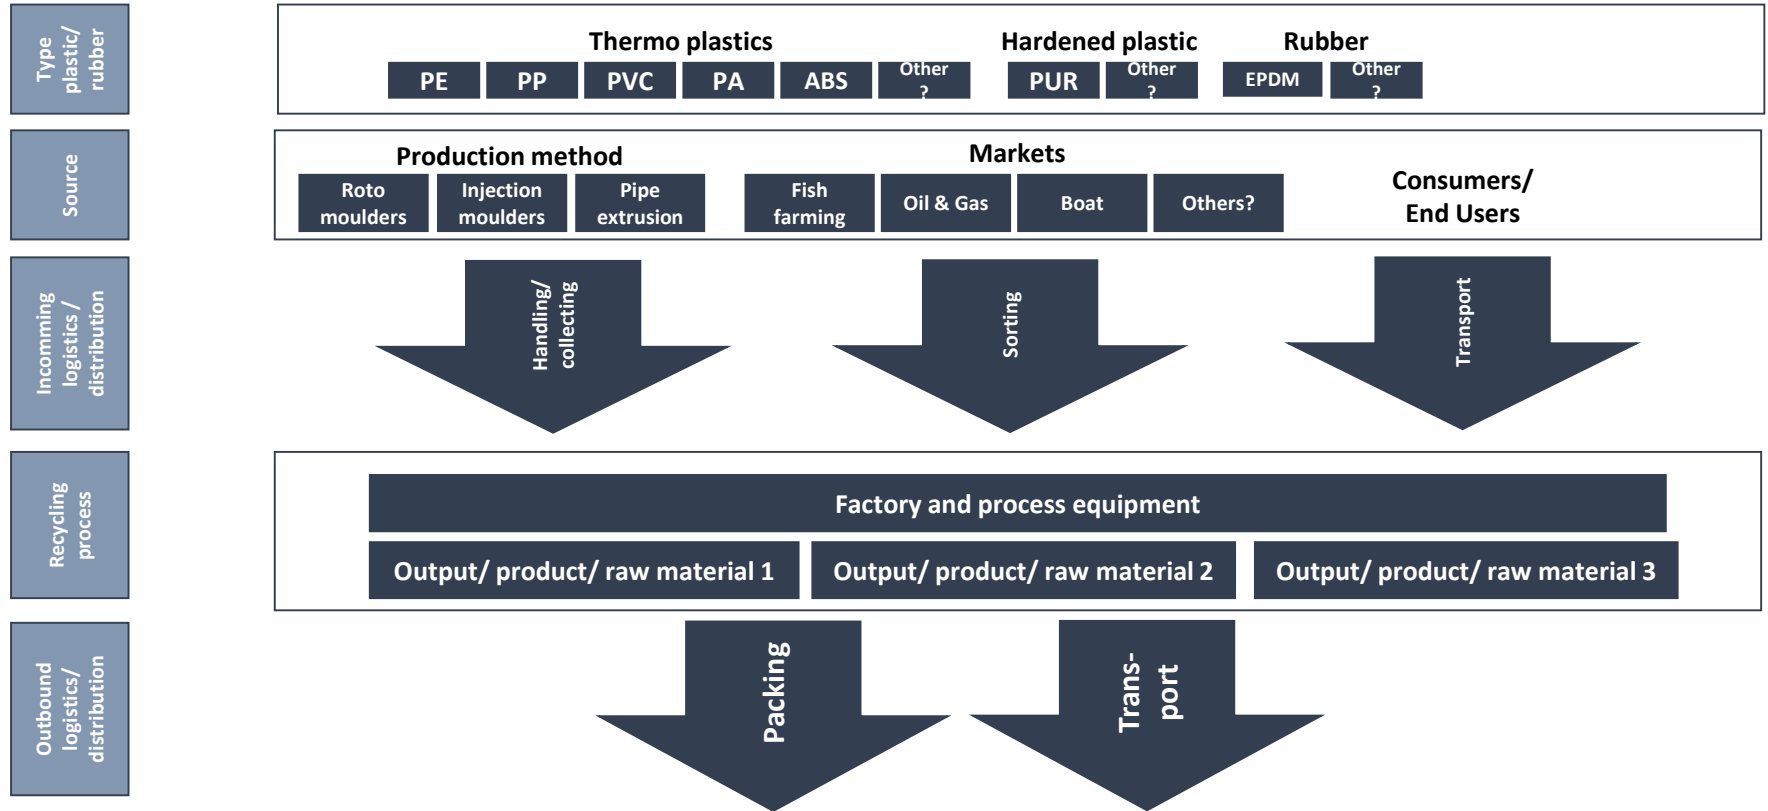 Type
plastic/
rubber
Thermo plastics
Hardened plastic
Rubber
PE
PP
PVC
PA
ABS
Other
?
PUR
Other
?
EPDM
Other
?
Source
Production method
Markets
Roto
moulders
Injection
moulders
Pipe
extrusion
Fish
farming
Oil & Gas
Boat
Others?
Consumers/
End Users
Incomming
logistics /
distribution
Handling/
collecting
Sorting
Transport
Recycling
process
Factory and process equipment
Output/ product/ raw material 1
Output/ product/ raw material 2
Output/ product/ raw material 3
Outbound
logistics/
distribution
Packing
Trans-
port